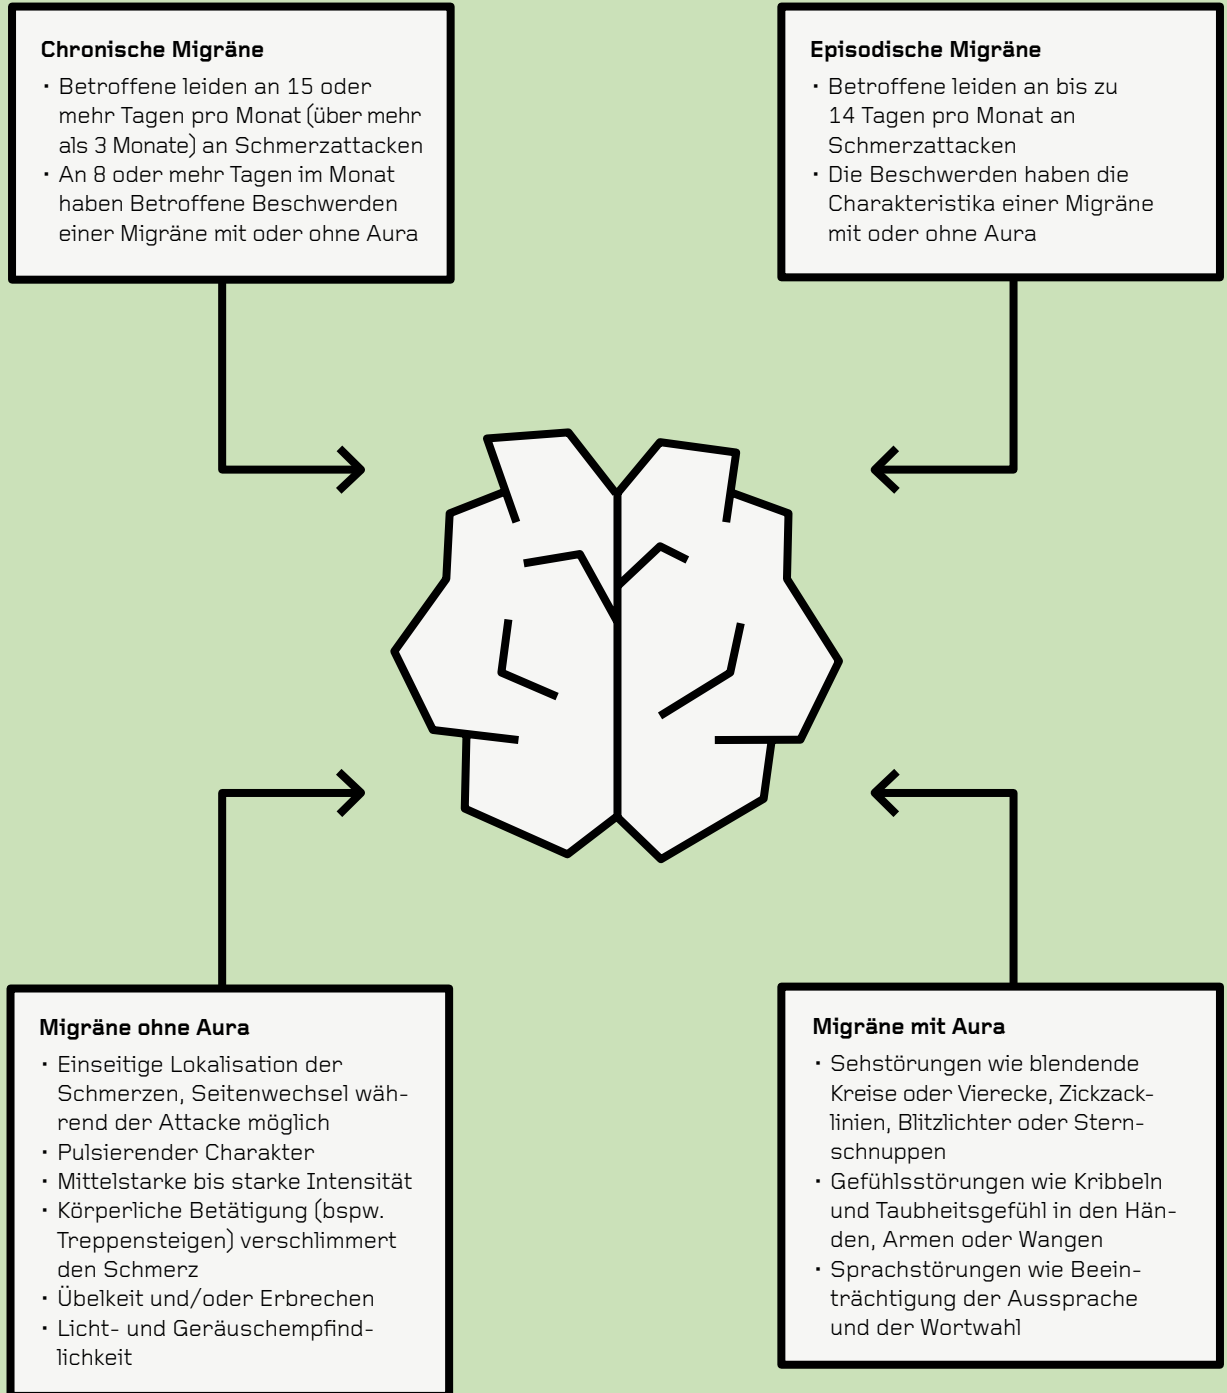 Chronische Migräne
· Betroffene leiden an 15 oder
mehr Tagen pro Monat (über mehr
als 3 Monate) an Schmerzattacken
· An 8 oder mehr Tagen im Monat
haben Betroffene Beschwerden
einer Migräne mit oder ohne Aura
Episodische Migräne
· Betroffene leiden an bis zu
14 Tagen pro Monat an
Schmerzattacken
· Die Beschwerden haben die
Charakteristika einer Migräne
mit oder ohne Aura
Migräne ohne Aura
· Einseitige Lokalisation der
Schmerzen, Seitenwechsel wäh-
rend der Attacke möglich
· Pulsierender Charakter
· Mittelstarke bis starke Intensität
· Körperliche Betätigung (bspw.
Treppensteigen) verschlimmert
den Schmerz
· Übelkeit und/oder Erbrechen
· Licht- und Geräuschempfind-
lichkeit
Migräne mit Aura
· Sehstörungen wie blendende
Kreise oder Vierecke, Zickzack-
linien, Blitzlichter oder Stern-
schnuppen
· Gefühlsstörungen wie Kribbeln
und Taubheitsgefühl in den Hän-
den, Armen oder Wangen
· Sprachstörungen wie Beein-
trächtigung der Aussprache
und der Wortwahl